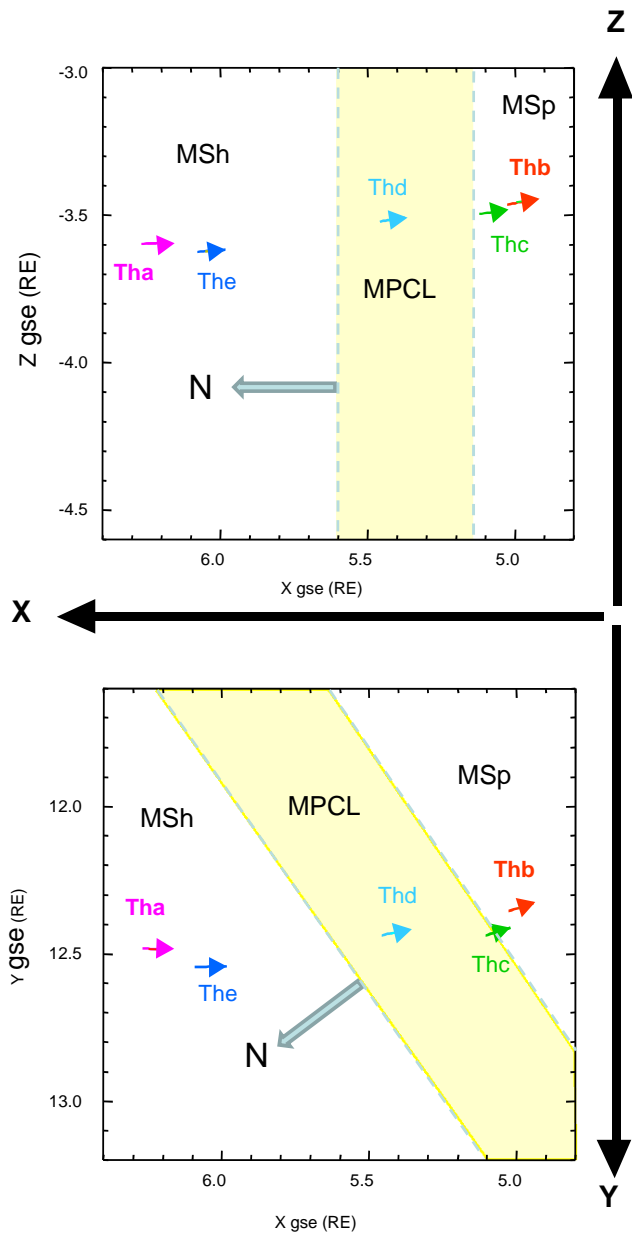 Z
-3.0
MSp
MSh
Thb
Thd
-3.5
Thc
Tha
The
MPCL
Z gse (RE)
N
-4.0
-4.5
6.0 5.5 5.0
X gse (RE)
X
MSp
12.0
MPCL
MSh
Thb
Tha
Thd
Y gse (RE)
12.5
Thc
The
N
13.0
6.0 5.5 5.0
Y
X gse (RE)